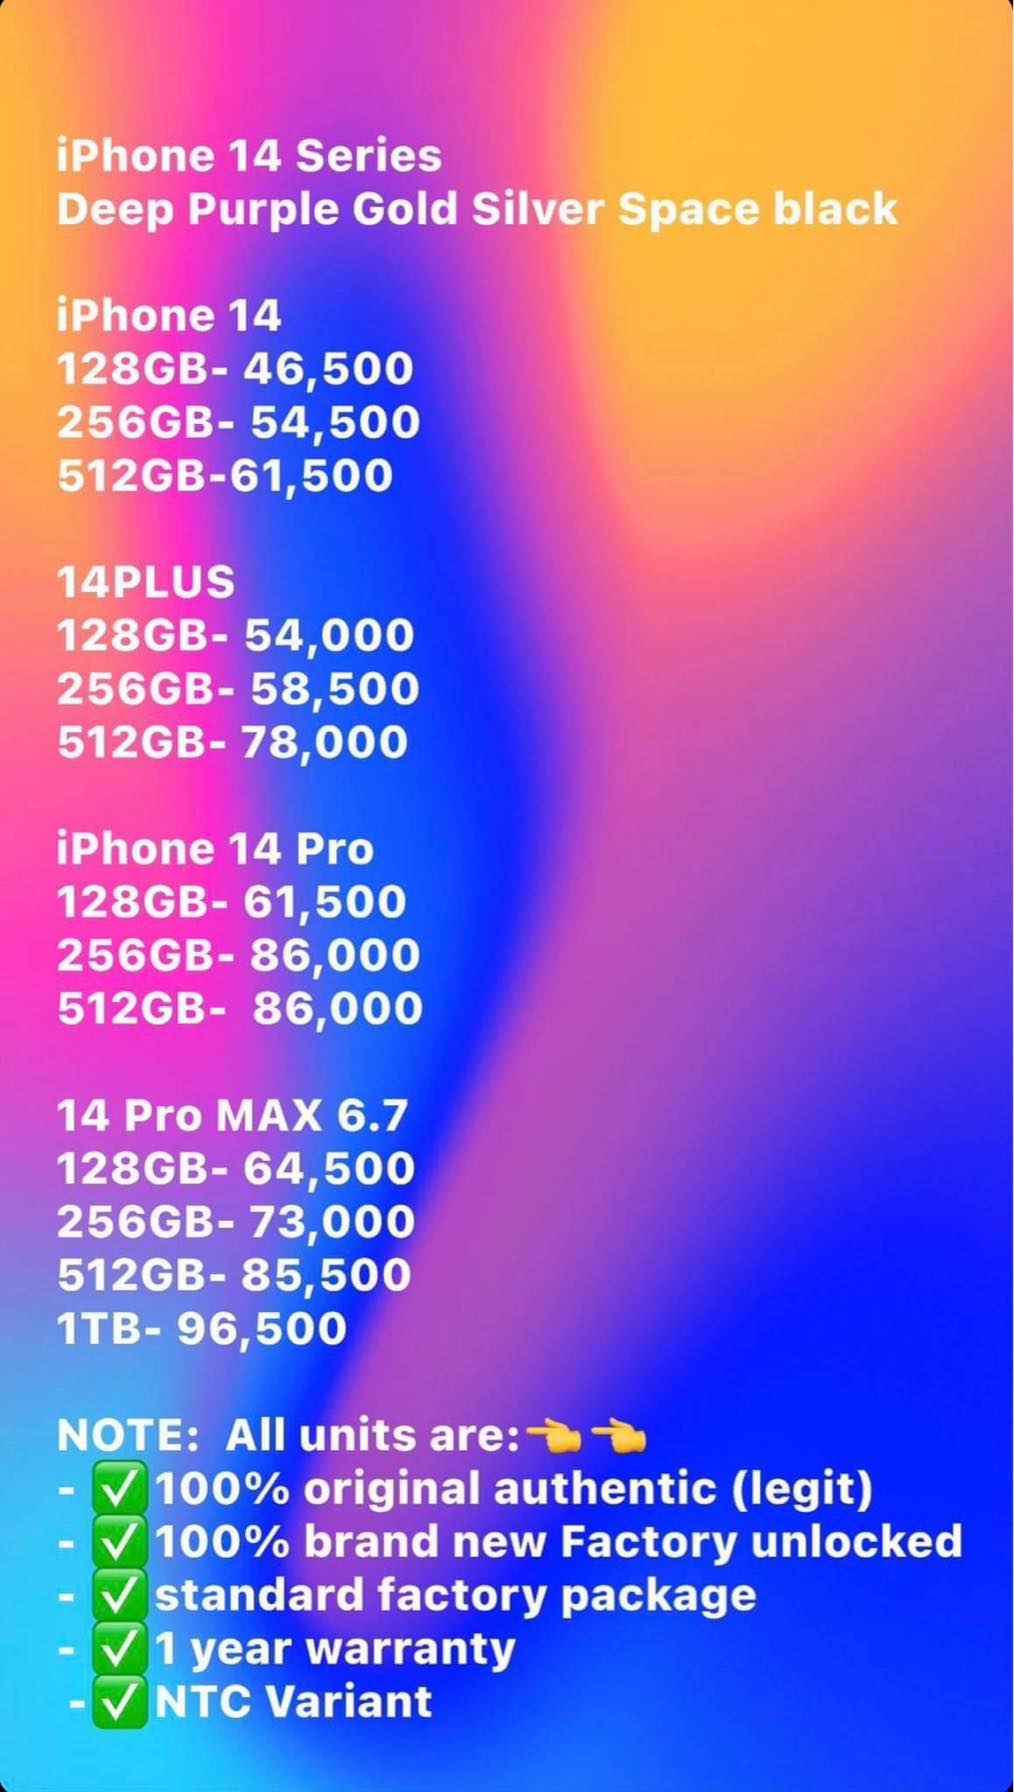 iPhone 14 Series
Deep Purple Gold Silver Space black
iPhone 14
128GB- 46,500
256GB- 54,500
512GB-61,500
14PLUS
128GB- 54,000
256GB- 58,500
512GB- 78,000
iPhone 14 Pro
128GB- 61,500
256GB- 86,000
512GB-  86,000
14 Pro MAX 6.7
128GB- 64,500
256GB- 73,000
512GB- 85,500
1TB- 96,500
NOTE:  All units are:👈👈
- ✅100% original authentic (legit)
- ✅100% brand new Factory unlocked
- ✅standard factory package
- ✅1 year warranty
-✅NTC Variant